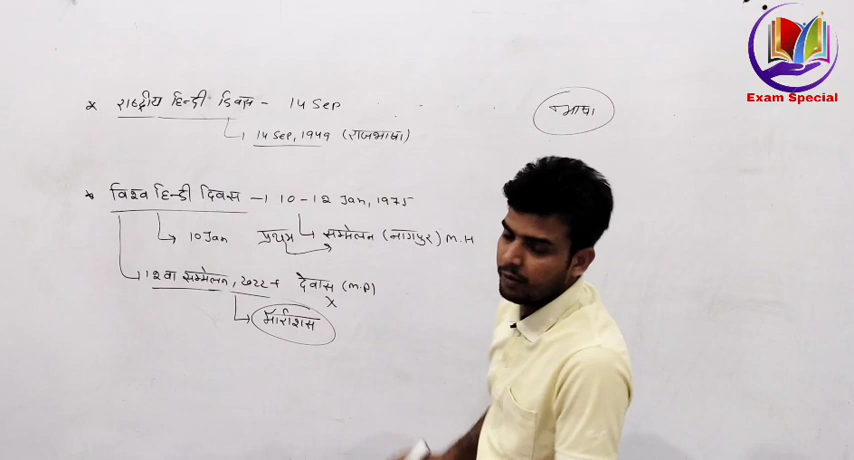 Exam Special
भाषा
× राष्ट्रीय हिन्दी दिवस - 14 Sep
14 Sep, 1949 (राजभाषा)
विश्व हिन्दी दिवस - 10-12 Jan, 1975
10 Jan प्रथम सम्मेलन (नागपुर) M.H
12वा सम्मेलन, 2022 देवास (M.P)
×
मॉरीशस